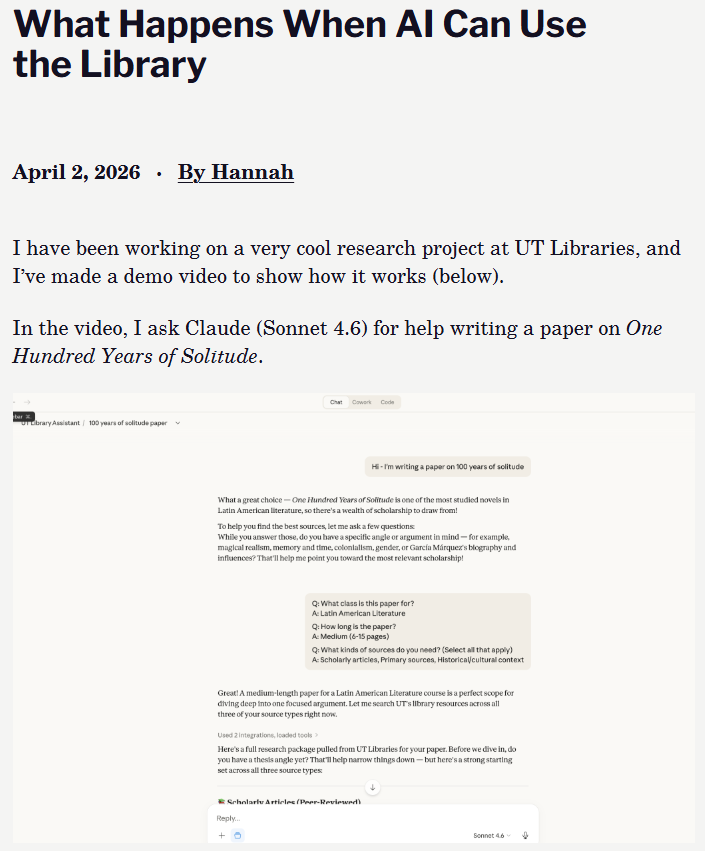 What Happens When AI Can Use
the Library
April 2, 2026 • By Hannah
I have been working on a very cool research project at UT Libraries, and
I've made a demo video to show how it works (below).
In the video, I ask Claude (Sonnet 4.6) for help writing a paper on One
Hundred Years of Solitude.
Chat Cowork Code
UT Library Assistant / 100 years of solitude paper
Hi - I'm writing a paper on 100 years of solitude
What a great choice — One Hundred Years of Solitude is one of the most studied novels in
Latin American literature, so there's a wealth of scholarship to draw from!
To help you find the best sources, let me ask a few questions:
While you answer those, do you have a specific angle or argument in mind — for example,
magical realism, memory and time, colonialism, gender, or García Márquez's biography and
influences? That'll help me point you toward the most relevant scholarship!
Q: What class is this paper for?
A: Latin American Literature
Q: How long is the paper?
A: Medium (6-15 pages)
Q: What kinds of sources do you need? (Select all that apply)
A: Scholarly articles, Primary sources, Historical/cultural context
Great! A medium-length paper for a Latin American Literature course is a perfect scope for
diving deep into one focused argument. Let me search UT's library resources across all
three of your source types right now.
Used 2 integrations, loaded tools >
Here's a full research package pulled from UT Libraries for your paper. Before we dive in, do
you have a thesis angle yet? That'll help narrow things down — but here's a strong starting
set across all three source types:
Scholarly Articles (Peer-Reviewed)
Reply...
Sonnet 4.6